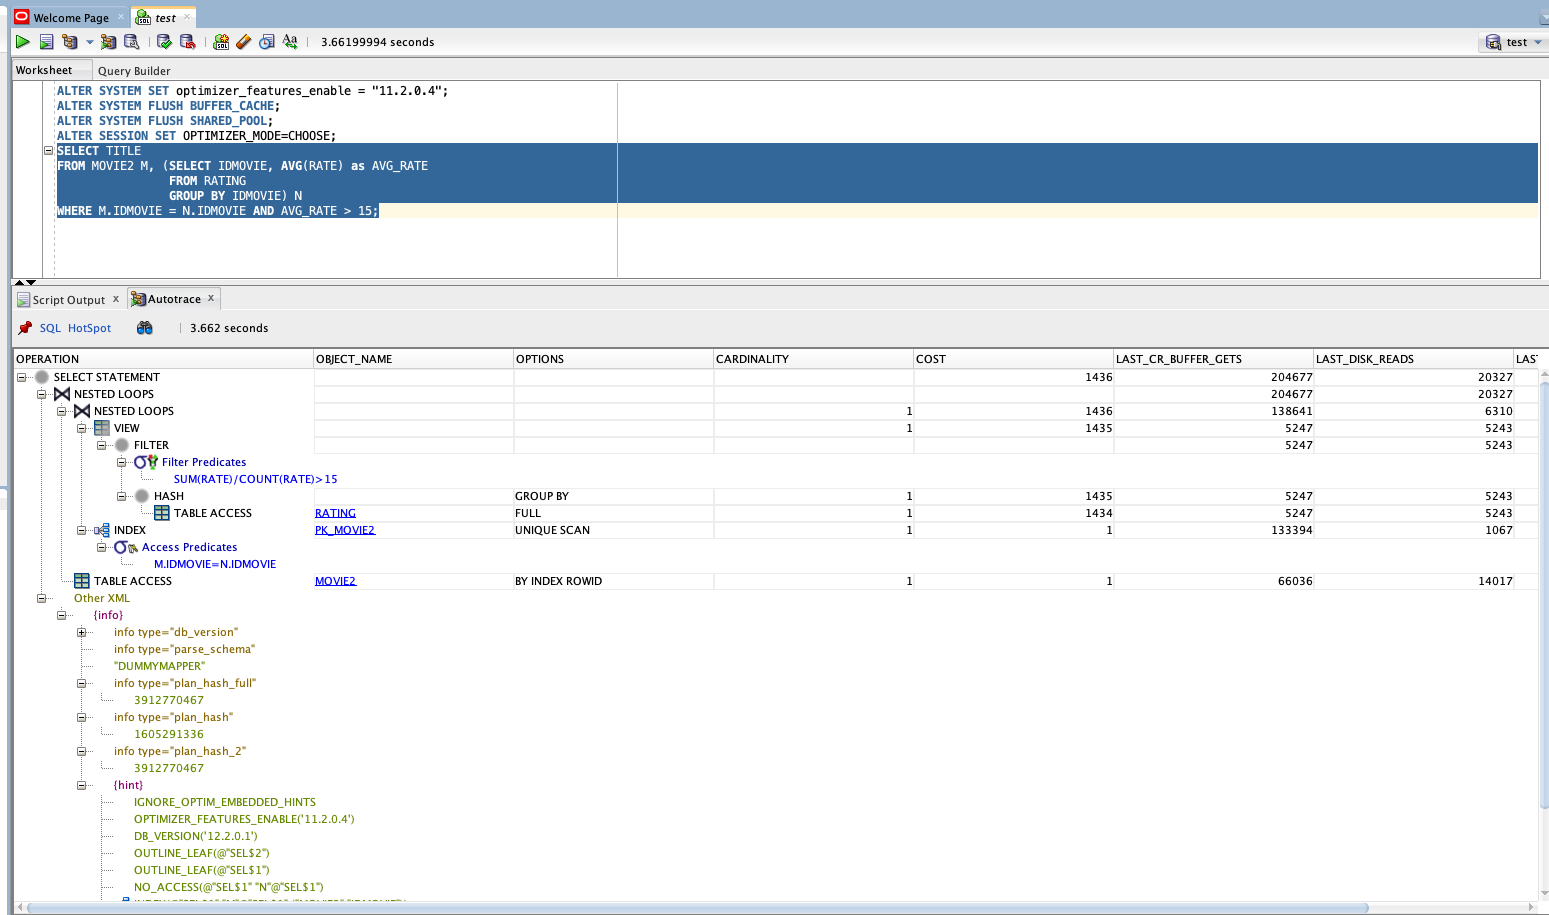 Welcome Page
test
3.66199994 seconds
test
Worksheet
Query Builder
ALTER SYSTEM SET optimizer_features_enable = "11.2.0.4";
ALTER SYSTEM FLUSH BUFFER_CACHE;
ALTER SYSTEM FLUSH SHARED_POOL;
ALTER SESSION SET OPTIMIZER_MODE=CHOOSE;
SELECT TITLE
FROM MOVIE2 M, (SELECT IDMOVIE, AVG(RATE) as AVG_RATE
FROM RATING
GROUP BY IDMOVIE) N
WHERE M.IDMOVIE = N.IDMOVIE AND AVG_RATE > 15;
Script Output x Autotrace x
SQL HotSpot 3.662 seconds
OPERATION OBJECT_NAME OPTIONS CARDINALITY COST LAST_CR_BUFFER_GETS LAST_DISK_READS LAST
SELECT STATEMENT 1436 204677 20327
NESTED LOOPS 204677 20327
NESTED LOOPS 1 1436 138641 6310
VIEW 1 1435 5247 5243
FILTER 5247 5243
Filter Predicates
SUM(RATE)/COUNT(RATE)>15
HASH GROUP BY 1 1435 5247 5243
TABLE ACCESS RATING FULL 1 1434 5247 5243
INDEX PK_MOVIE2 UNIQUE SCAN 1 1 133394 1067
Access Predicates
M.IDMOVIE=N.IDMOVIE
TABLE ACCESS MOVIE2 BY INDEX ROWID 1 1 66036 14017
Other XML
{info}
info type="db_version"
info type="parse_schema"
"DUMMYMAPPER"
info type="plan_hash_full"
3912770467
info type="plan_hash"
1605291336
info type="plan_hash_2"
3912770467
{hint}
IGNORE_OPTIM_EMBEDDED_HINTS
OPTIMIZER_FEATURES_ENABLE('11.2.0.4')
DB_VERSION('12.2.0.1')
OUTLINE_LEAF(@"SEL$2")
OUTLINE_LEAF(@"SEL$1")
NO_ACCESS(@"SEL$1" "N"@"SEL$1")